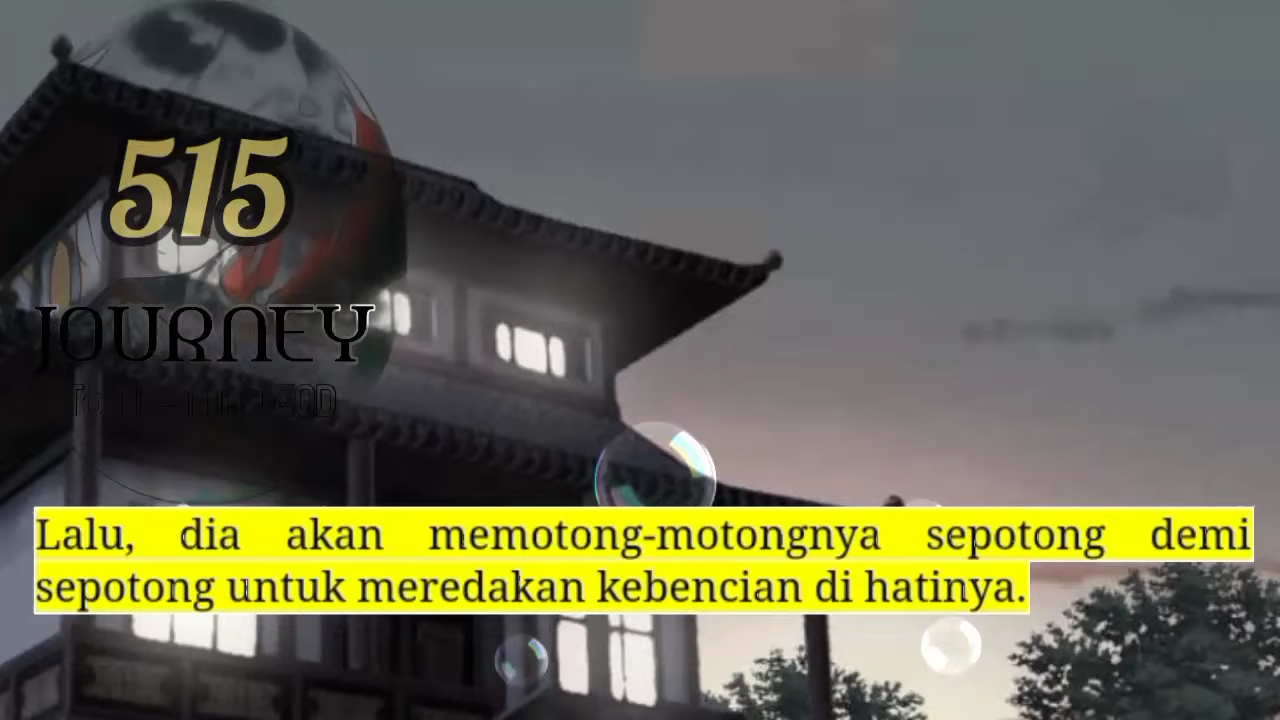 515
JOURNEY
Lalu, dia akan memotong-motongnya sepotong demi
sepotong untuk meredakan kebencian di hatinya.